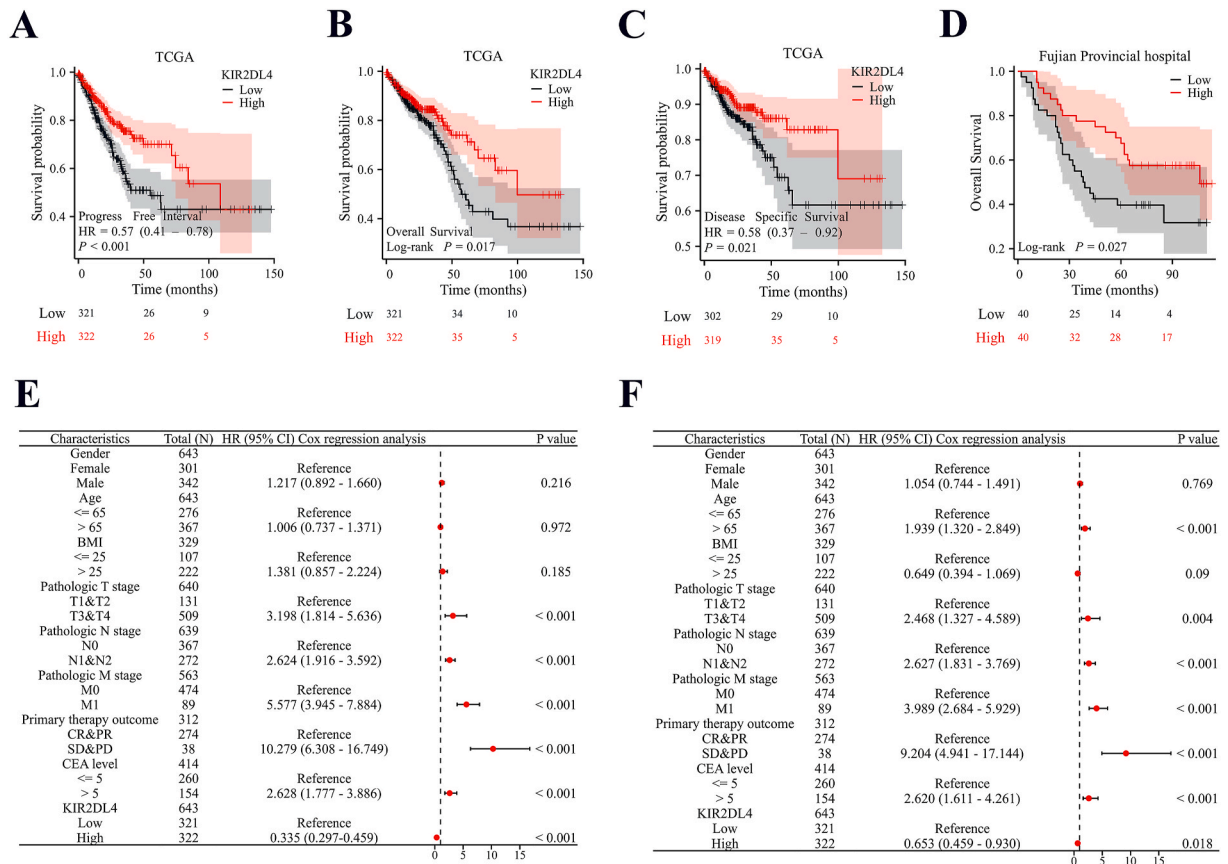 A
B
C
D
TCGA
KIR2DL4
Low
High
Survival probability
1.0
0.8
0.6
0.4
Progress Free Interval
HR = 0.57 (0.41 – 0.78)
P < 0.001
0 50 100 150
Time (months)
Low 321 26 9
High 322 26 5
TCGA
KIR2DL4
Low
High
Survival probability
1.0
0.8
0.6
0.4
Overall Survival
Log-rank P = 0.017
0 50 100 150
Time (months)
Low 321 34 10
High 322 35 5
TCGA
KIR2DL4
Low
High
Survival probability
1.0
0.9
0.8
0.7
0.6
0.5
Disease Specific Survival
HR = 0.58 (0.37 – 0.92)
P = 0.021
0 50 100 150
Time (months)
Low 302 29 10
High 319 35 5
Fujian Provincial hospital
Low
High
Overall Survival
1.0
0.8
0.6
0.4
0.2
Log-rank P = 0.027
0 30 60 90
Time (months)
Low 40 25 14 4
High 40 32 28 17
E
Characteristics Total (N) HR (95% CI) Cox regression analysis P value
Gender 643
Female 301 Reference
Male 342 1.217 (0.892 - 1.660) 0.216
Age 643
<= 65 276 Reference
> 65 367 1.006 (0.737 - 1.371) 0.972
BMI 329
<= 25 107 Reference
> 25 222 1.381 (0.857 - 2.224) 0.185
Pathologic T stage 640
T1&T2 131 Reference
T3&T4 509 3.198 (1.814 - 5.636) < 0.001
Pathologic N stage 639
N0 367 Reference
N1&N2 272 2.624 (1.916 - 3.592) < 0.001
Pathologic M stage 563
M0 474 Reference
M1 89 5.577 (3.945 - 7.884) < 0.001
Primary therapy outcome 312
CR&PR 274 Reference
SD&PD 38 10.279 (6.308 - 16.749) < 0.001
CEA level 414
<= 5 260 Reference
> 5 154 2.628 (1.777 - 3.886) < 0.001
KIR2DL4 643
Low 321 Reference
High 322 0.335 (0.297-0.459) < 0.001
0 5 10 15
F
Characteristics Total (N) HR (95% CI) Cox regression analysis P value
Gender 643
Female 301 Reference
Male 342 1.054 (0.744 - 1.491) 0.769
Age 643
<= 65 276 Reference
> 65 367 1.939 (1.320 - 2.849) < 0.001
BMI 329
<= 25 107 Reference
> 25 222 0.649 (0.394 - 1.069) 0.09
Pathologic T stage 640
T1&T2 131 Reference
T3&T4 509 2.468 (1.327 - 4.589) 0.004
Pathologic N stage 639
N0 367 Reference
N1&N2 272 2.627 (1.831 - 3.769) < 0.001
Pathologic M stage 563
M0 474 Reference
M1 89 3.989 (2.684 - 5.929) < 0.001
Primary therapy outcome 312
CR&PR 274 Reference
SD&PD 38 9.204 (4.941 - 17.144) < 0.001
CEA level 414
<= 5 260 Reference
> 5 154 2.620 (1.611 - 4.261) < 0.001
KIR2DL4 643
Low 321 Reference
High 322 0.653 (0.459 - 0.930) 0.018
0 5 10 15